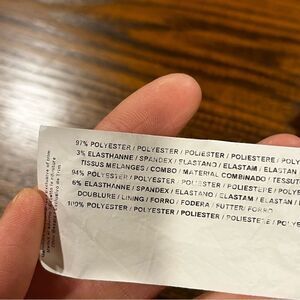 97% POLYESTER / POLYESTER / POLIESTER / POLIESTERE / POLY
3% ELASTHANNE / SPANDEX / ELASTANO / ELASTAM / ELASTAN
TISSUS MELANGES / COMBO / MATERIAL COMBINADO / TESSUT
94% POLYESTER / POLYESTER / POLIESTER / POLIESTERE / POLYE
6% ELASTHANNE / SPANDEX / ELASTANO / ELASTAM / ELASTAN /
DOUBLURE / LINING / FORRO / FODERA / FUTTER / FORRO
100% POLYESTER / POLYESTER / POLIESTER / POLIESTERE / POLYE